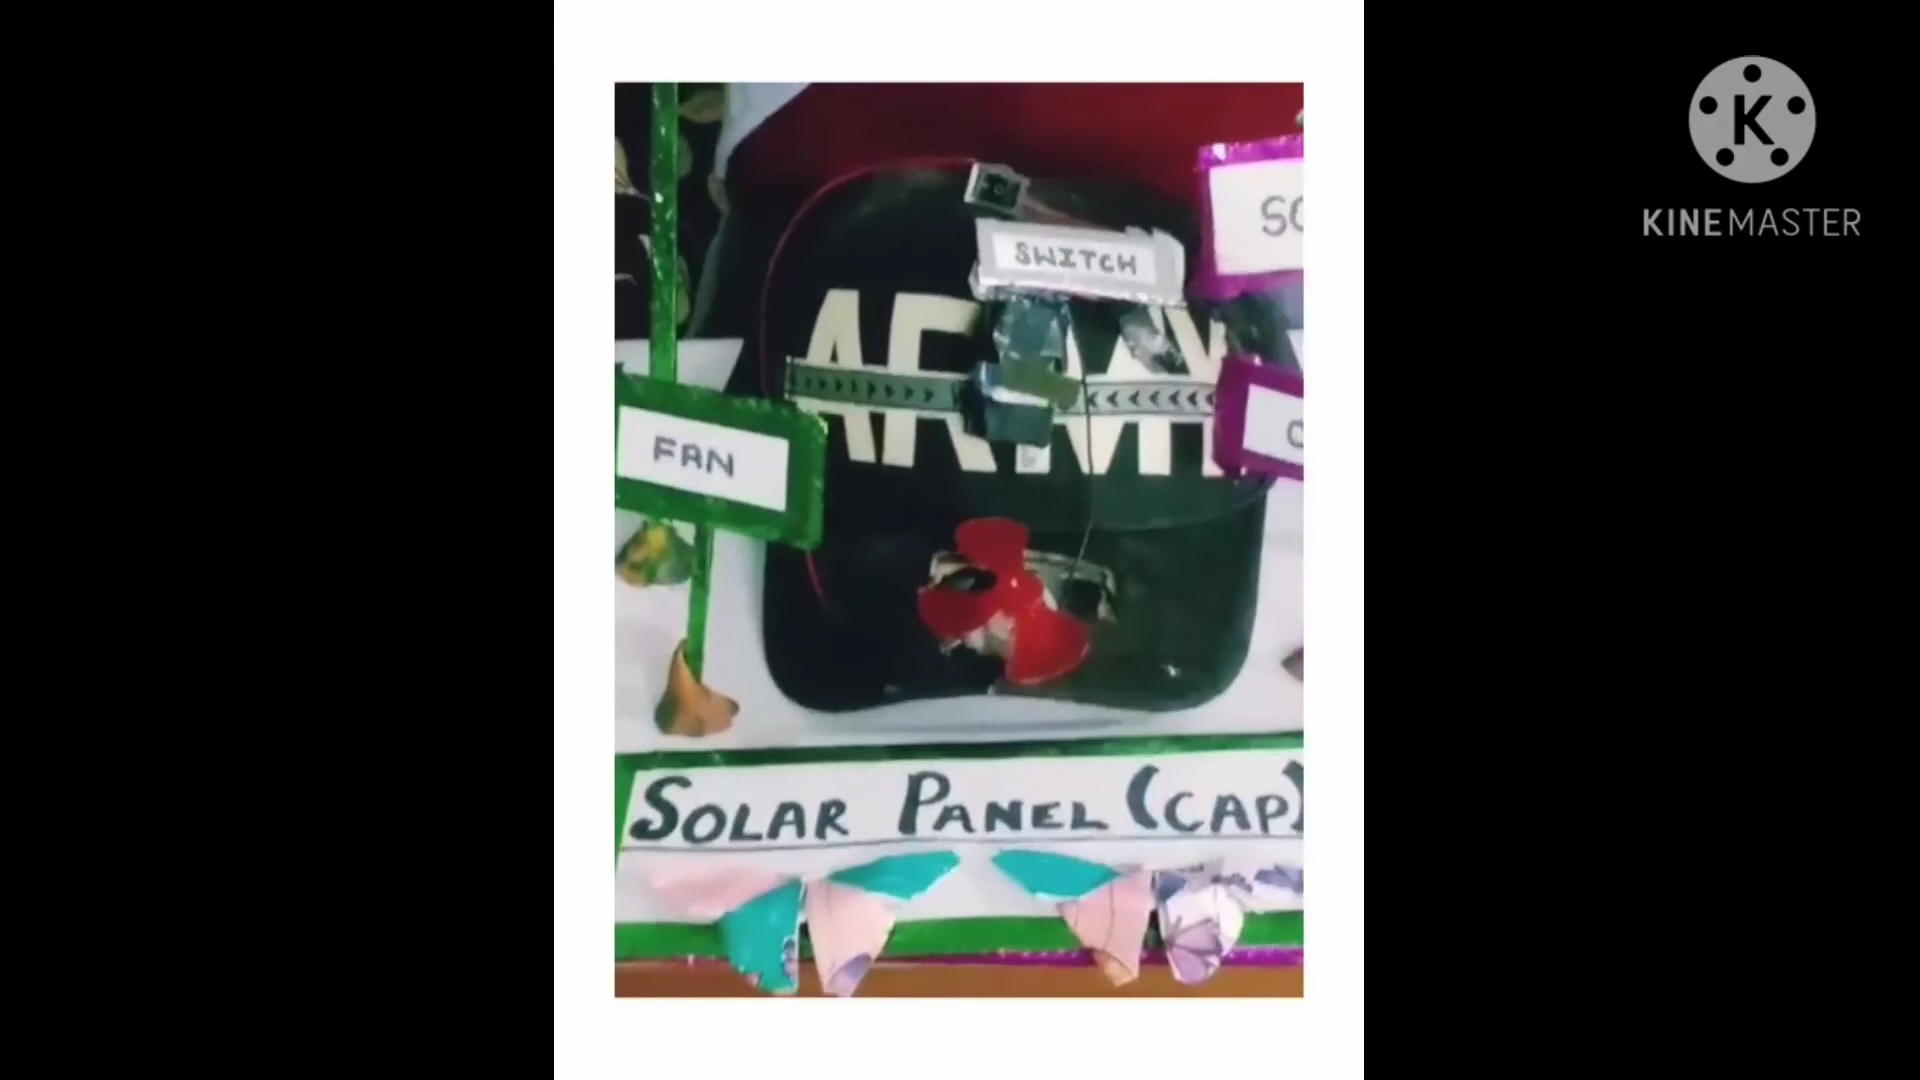 K
KINEMASTER
SWITCH
ARMY
FAN
SOLAR PANEL (CAP)